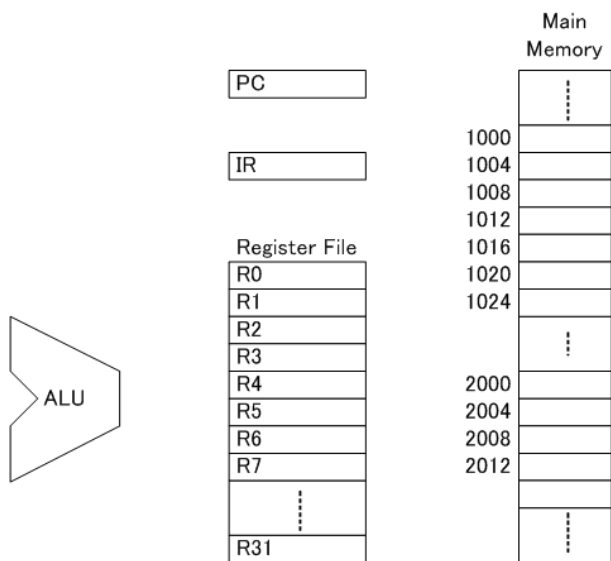 Main
Memory
PC
1000
IR
1004
1008
1012
Register File
1016
R0
1020
R1
1024
R2
R3
ALU
R4
2000
R5
2004
R6
2008
R7
2012
R31